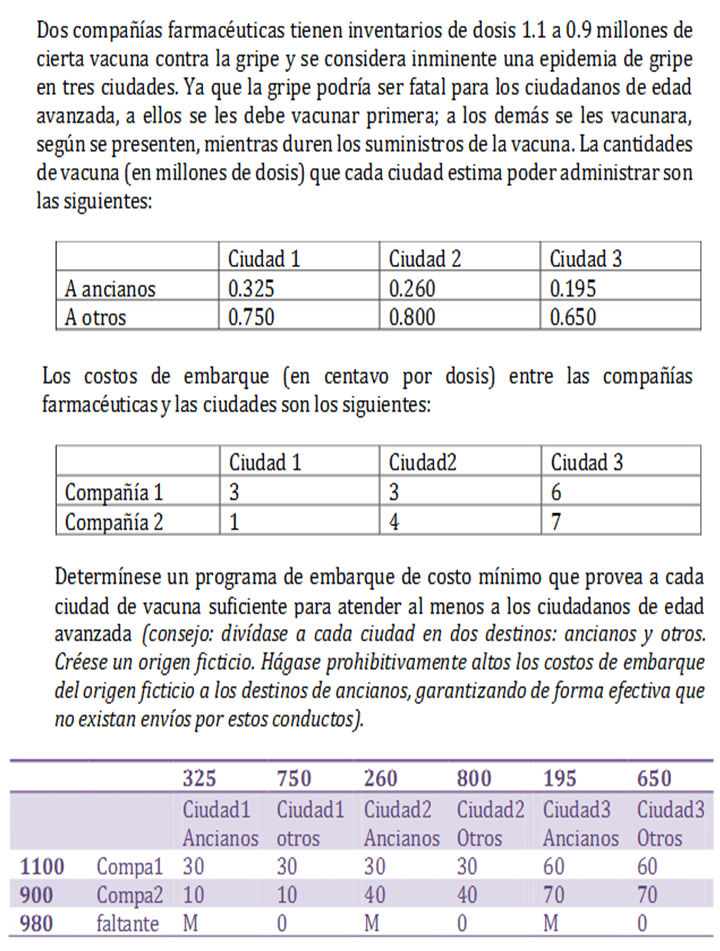 Dos compañías farmacéuticas tienen inventarios de dosis 1.1 a 0.9 millones de
cierta vacuna contra la gripe y se considera inminente una epidemia de gripe
en tres ciudades. Ya que la gripe podría ser fatal para los ciudadanos de edad
avanzada, a ellos se les debe vacunar primera; a los demás se les vacunara,
según se presenten, mientras duren los suministros de la vacuna. La cantidades
de vacuna (en millones de dosis) que cada ciudad estima poder administrar son
las siguientes:
Ciudad 1 Ciudad 2 Ciudad 3
A ancianos 0.325 0.260 0.195
A otros 0.750 0.800 0.650
Los costos de embarque (en centavo por dosis) entre las compañías
farmacéuticas y las ciudades son los siguientes:
Ciudad 1 Ciudad2 Ciudad 3
Compañía 1 3 3 6
Compañía 2 1 4 7
Determínese un programa de embarque de costo mínimo que provea a cada
ciudad de vacuna suficiente para atender al menos a los ciudadanos de edad
avanzada (consejo: divídase a cada ciudad en dos destinos: ancianos y otros.
Créese un origen ficticio. Hágase prohibitivamente altos los costos de embarque
del origen ficticio a los destinos de ancianos, garantizando de forma efectiva que
no existan envíos por estos conductos).
325 750 260 800 195 650
Ciudad1 Ciudad1 Ciudad2 Ciudad2 Ciudad3 Ciudad3
Ancianos otros Ancianos Otros Ancianos Otros
1100 Compa1 30 30 30 30 60 60
900 Compa2 10 10 40 40 70 70
980 faltante M 0 M 0 M 0